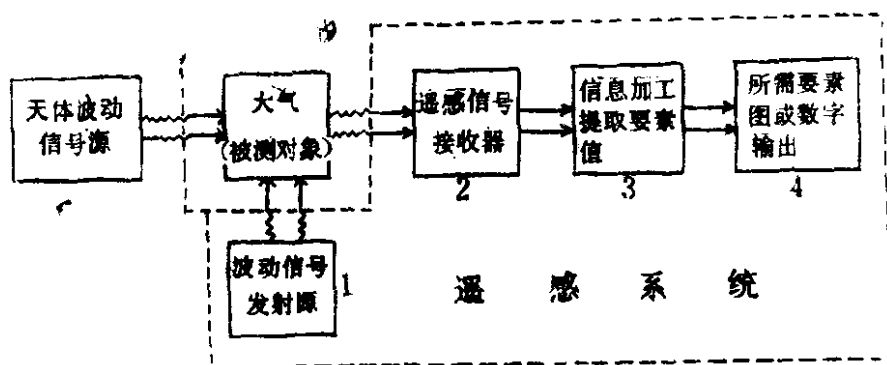 天体波动
信号源
大气
(被测对象)
遥感信号
接收器
2
信息加工
提取要素
值
3
所需要素
图或数字
输出
4
波动信号
发射源
1
遥感系统